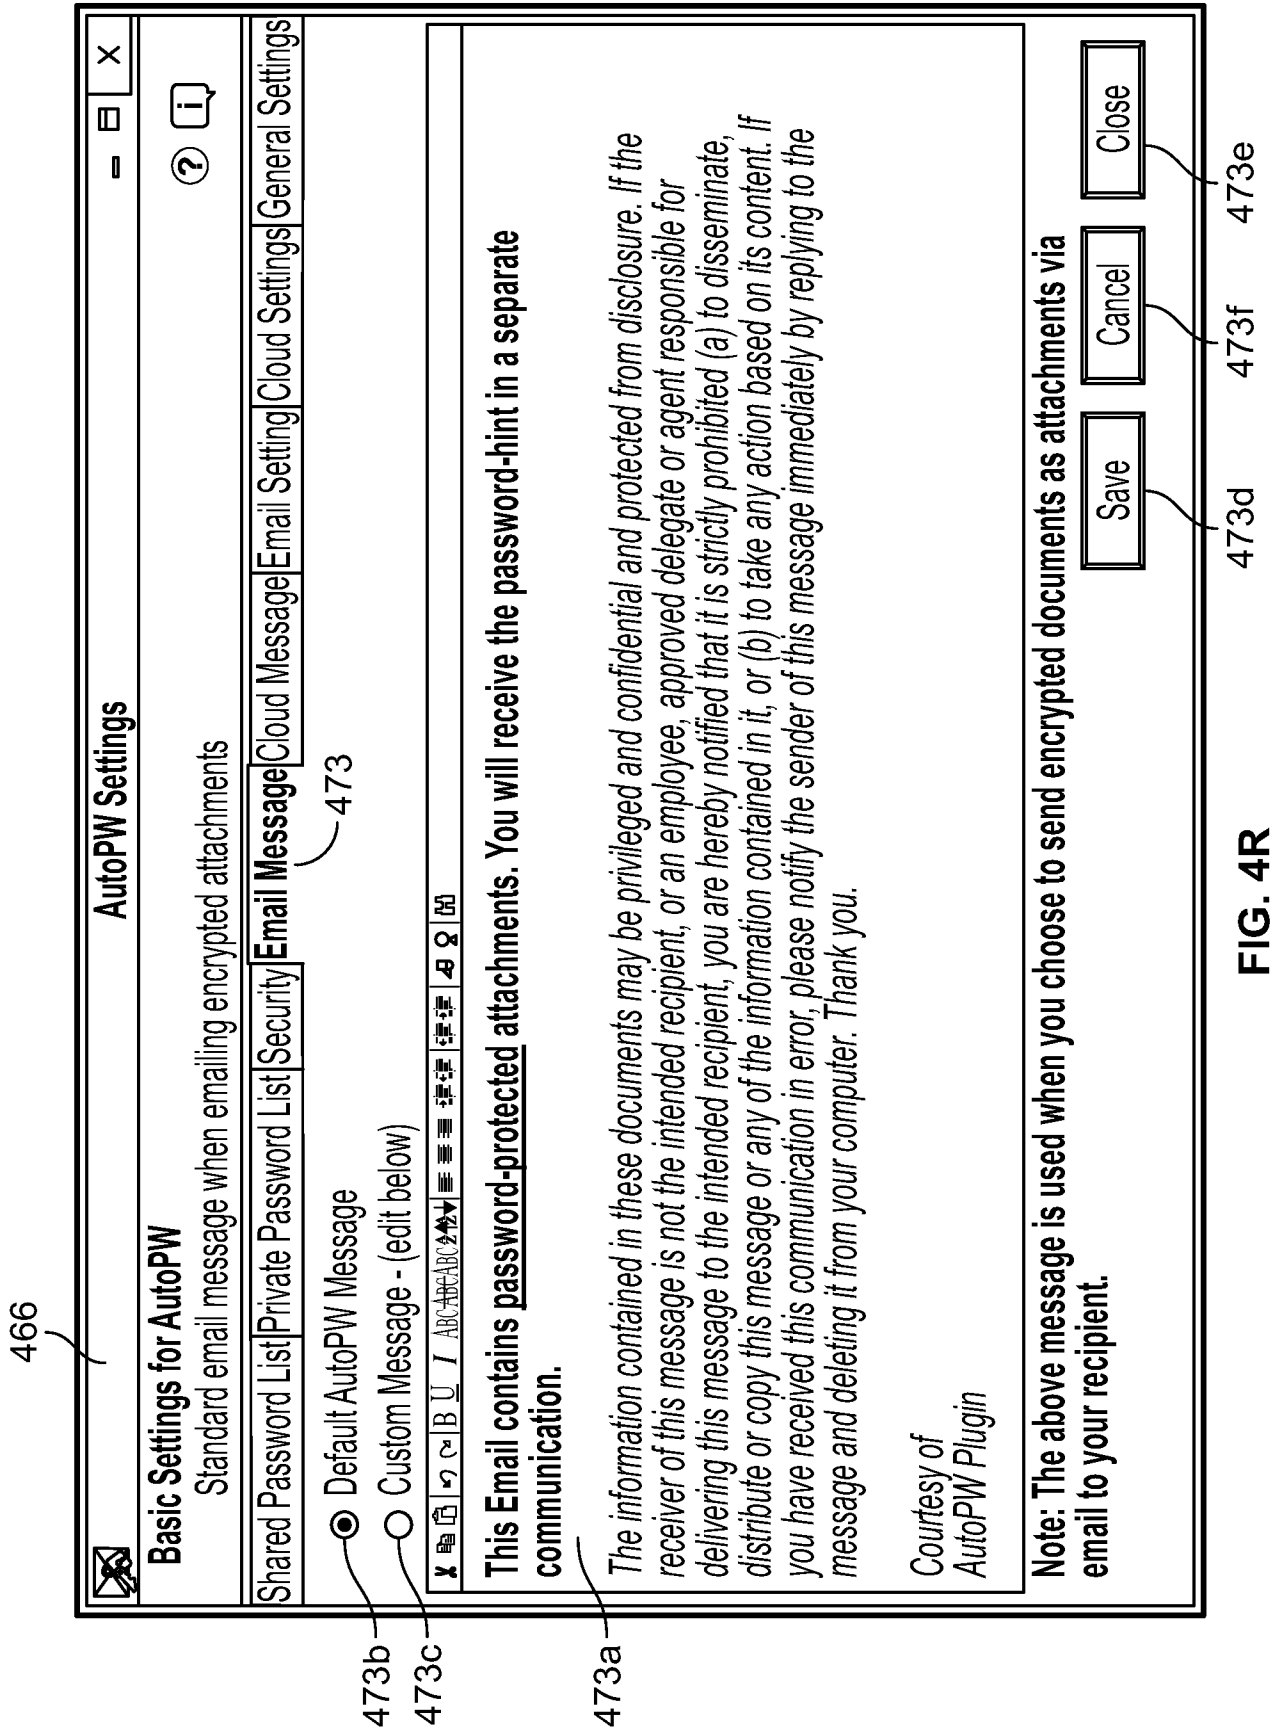 466
AutoPW Settings
X
Basic Settings for AutoPW
Standard email message when emailing encrypted attachments
? i
Shared Password List Private Password List Security Email Message Cloud Message Email Setting Cloud Settings General Settings
473
473b
Default AutoPW Message
473c
Custom Message - (edit below)
B U I ABC ABC ABC
This Email contains password-protected attachments. You will receive the password-hint in a separate
communication.
473a
The information contained in these documents may be privileged and confidential and protected from disclosure. If the
receiver of this message is not the intended recipient, or an employee, approved delegate or agent responsible for
delivering this message to the intended recipient, you are hereby notified that it is strictly prohibited (a) to disseminate,
distribute or copy this message or any of the information contained in it, or (b) to take any action based on its content. If
you have received this communication in error, please notify the sender of this message immediately by replying to the
message and deleting it from your computer. Thank you.
Courtesy of
AutoPW Plugin
Note: The above message is used when you choose to send encrypted documents as attachments via
email to your recipient.
Save Cancel Close
473d 473f 473e
FIG. 4R